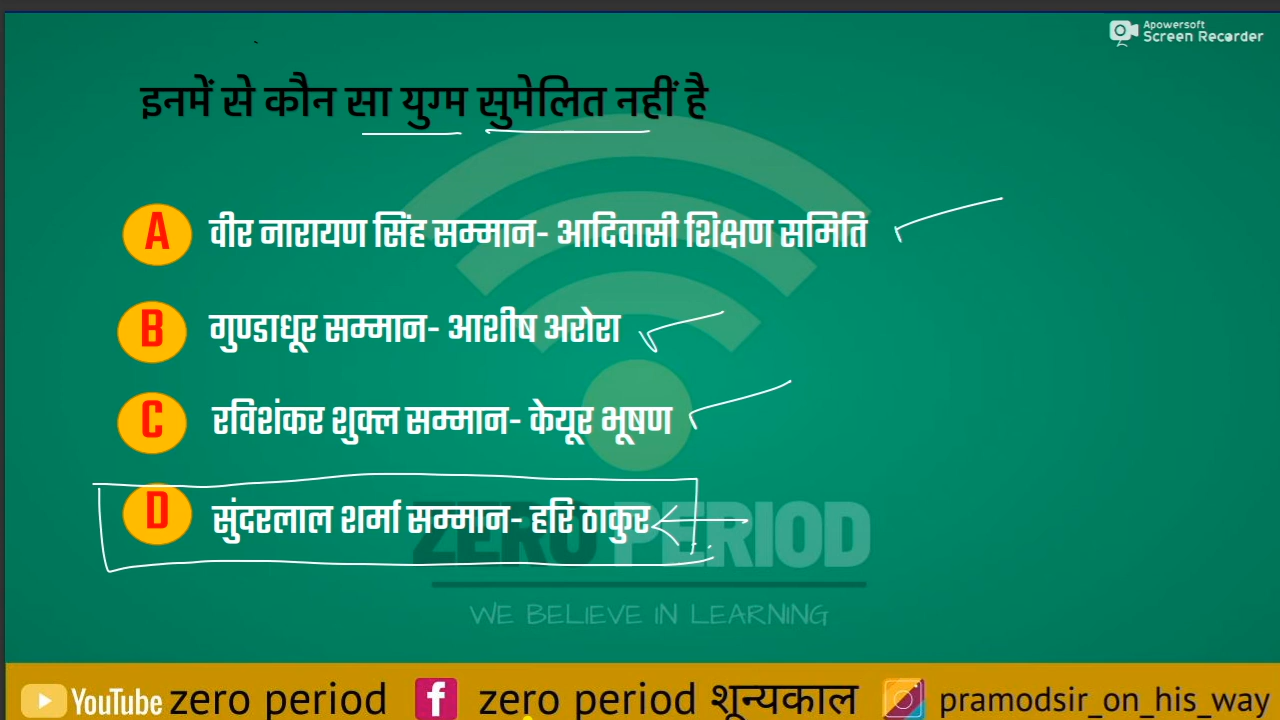 Apowersoft
Screen Recorder
इनमें से कौन सा युग्म सुमेलित नहीं है
A वीर नारायण सिंह सम्मान- आदिवासी शिक्षण समिति
B गुण्डाधूर सम्मान- आशीष अरोरा
C रविशंकर शुक्ल सम्मान- केयूर भूषण
D सुंदरलाल शर्मा सम्मान- हरि ठाकुर
ZERO PERIOD
WE BELIEVE IN LEARNING
YouTube zero period f zero period शून्यकाल pramodsir_on_his_way